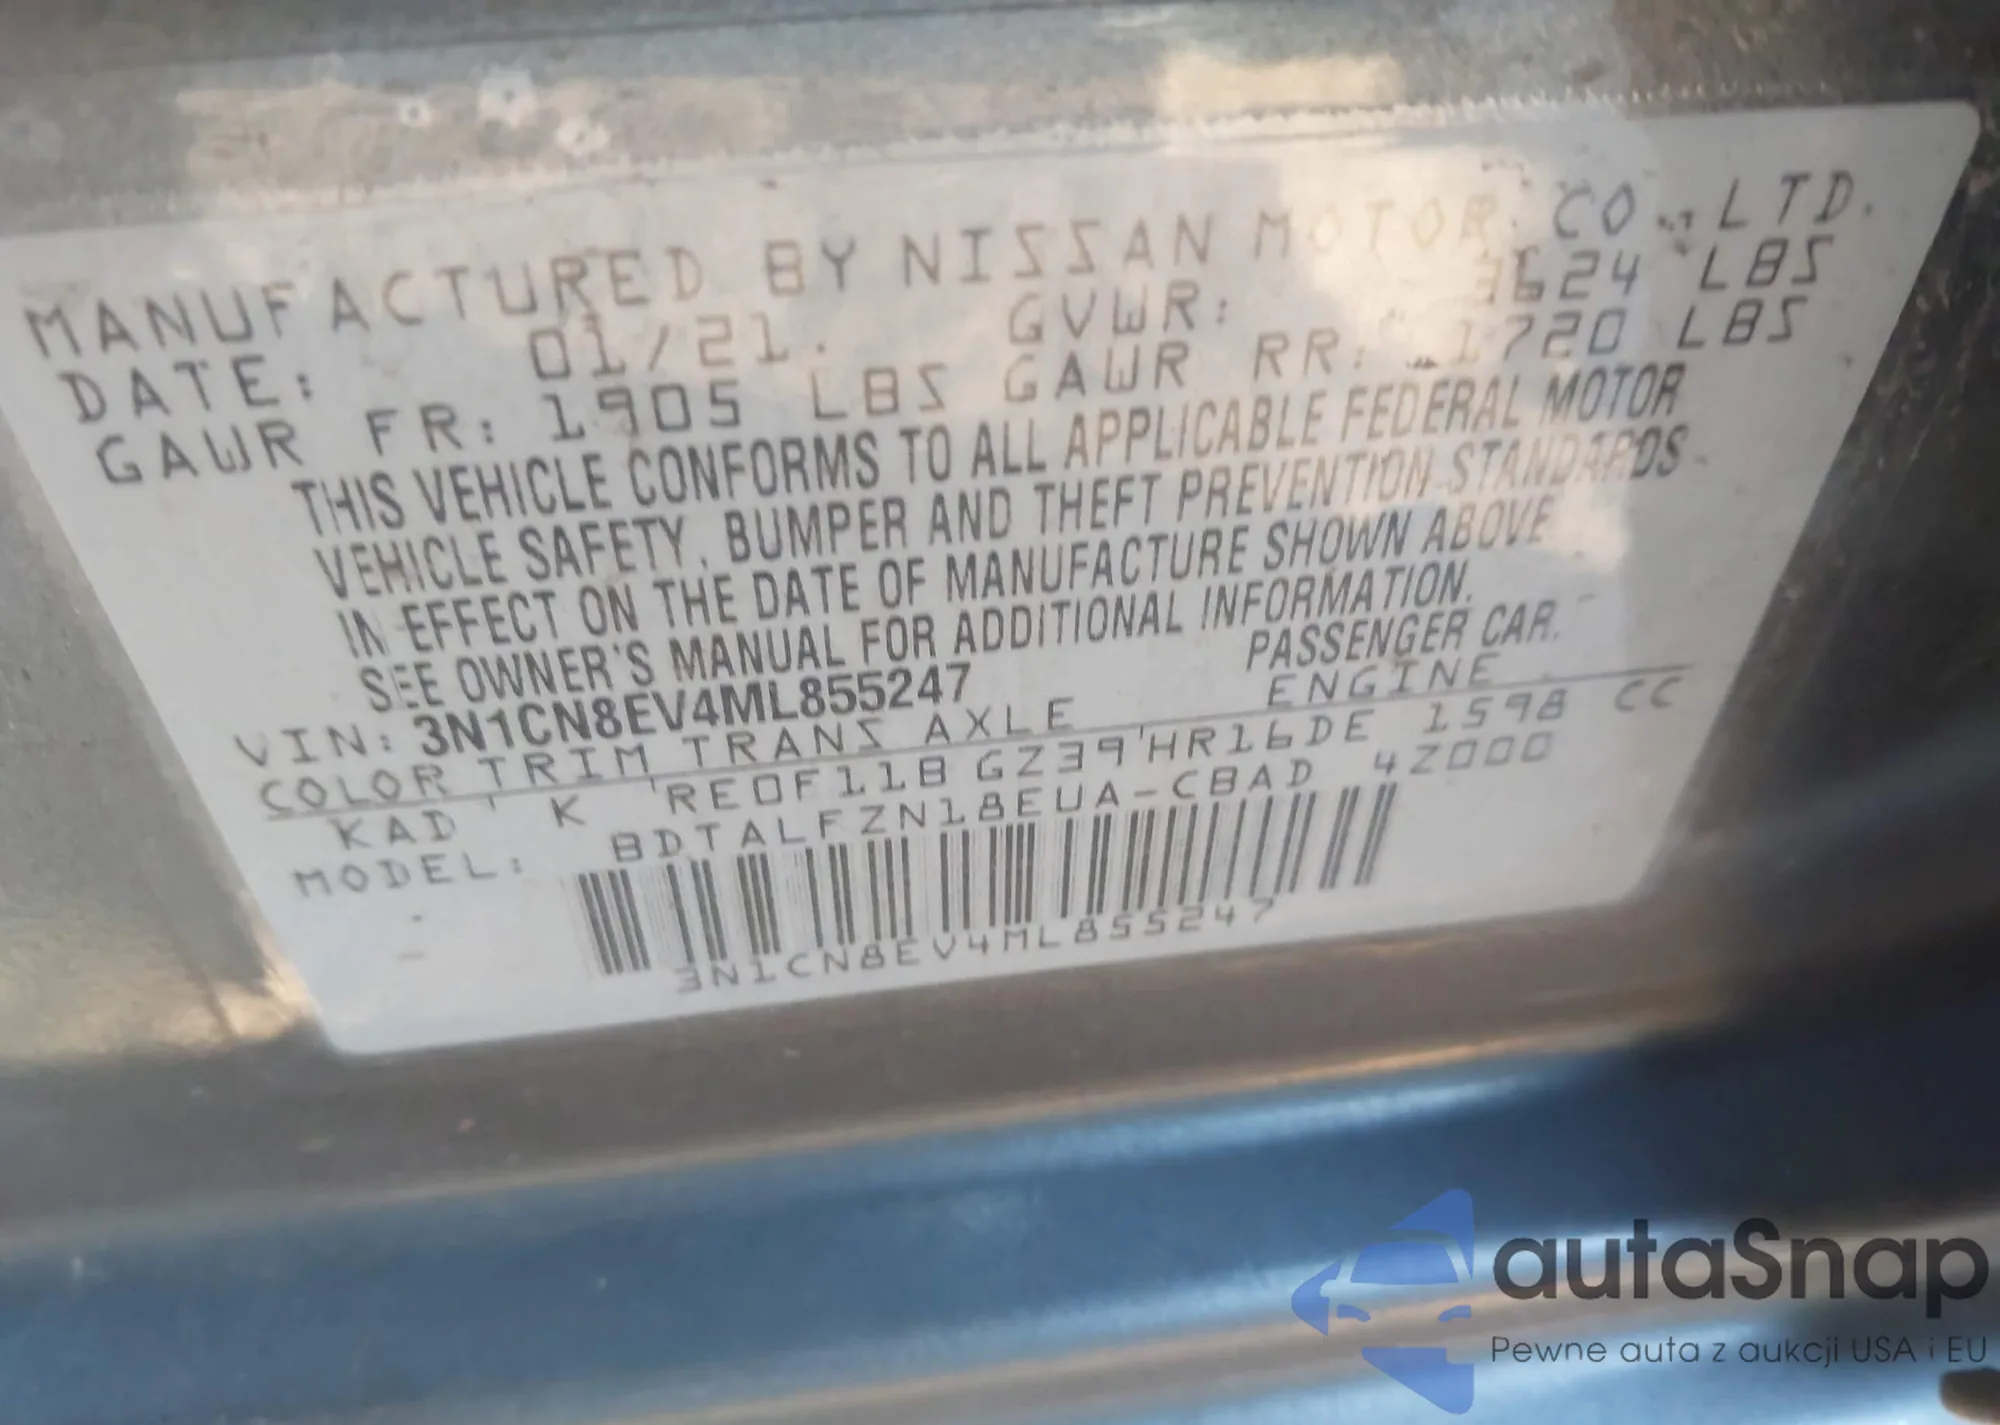 MANUFACTURED BY NISSAN MOTOR CO., LTD.
DATE: 01/21. GVWR: 3624 LBS
GAWR FR: 1905 LBS GAWR RR: 1720 LBS
THIS VEHICLE CONFORMS TO ALL APPLICABLE FEDERAL MOTOR
VEHICLE SAFETY, BUMPER AND THEFT PREVENTION STANDARDS
IN EFFECT ON THE DATE OF MANUFACTURE SHOWN ABOVE
SEE OWNER'S MANUAL FOR ADDITIONAL INFORMATION.
VIN: 3N1CN8EV4ML855247 PASSENGER CAR.
COLOR TRIM TRANS AXLE ENGINE
KAD K RE0F11B GZ39 HR16DE 1598 CC
MODEL: BDTALFZN18EUA-CBAD 4Z000
3N1CN8EV4ML855247
autaSnap
Pewne auta z aukcji USA i EU